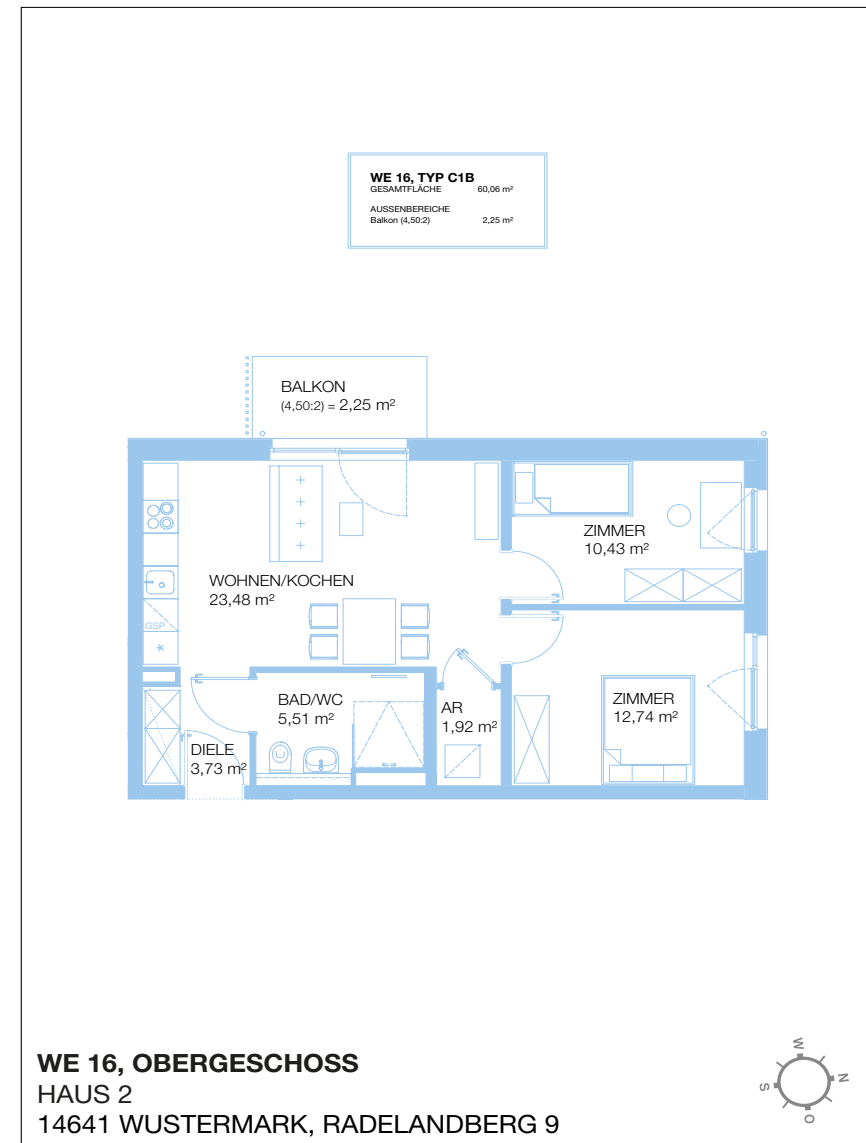 WE 16, TYP C1B
GESAMTFLÄCHE 60,06 m²
AUSSENBEREICHE
Balkon (4,50:2) 2,25 m²
BALKON
(4,50:2) = 2,25 m²
ZIMMER
10,43 m²
WOHNEN/KOCHEN
23,48 m²
GSP
*
BAD/WC
5,51 m²
AR
1,92 m²
ZIMMER
12,74 m²
DIELE
3,73 m²
WE 16, OBERGESCHOSS
HAUS 2
14641 WUSTERMARK, RADELANDBERG 9
W
N
S
O